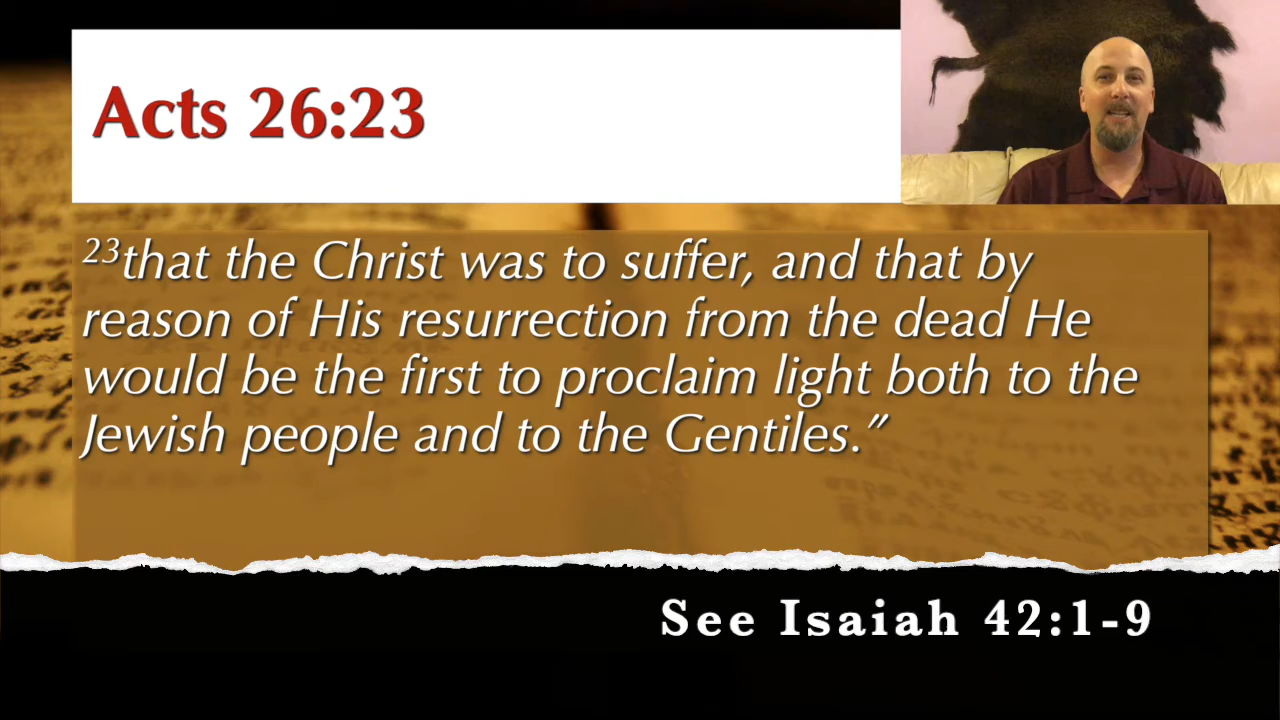 Acts 26:23
23that the Christ was to suffer, and that by
reason of His resurrection from the dead He
would be the first to proclaim light both to the
Jewish people and to the Gentiles.”
See Isaiah 42:1-9